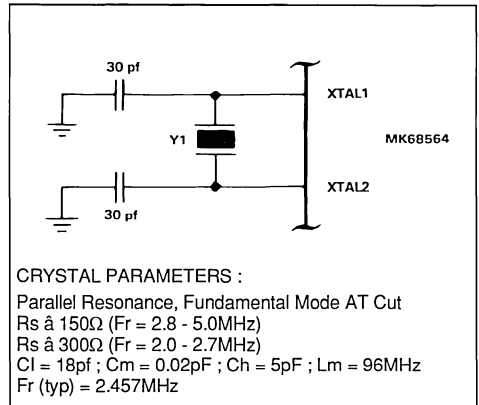 30 pf
XTAL1
Y1
MK68564
XTAL2
30 pf
CRYSTAL PARAMETERS :
Parallel Resonance, Fundamental Mode AT Cut
Rs â 150Ω (Fr = 2.8 - 5.0MHz)
Rs â 300Ω (Fr = 2.0 - 2.7MHz)
Cl = 18pf ; Cm = 0.02pF ; Ch = 5pF ; Lm = 96MHz
Fr (typ) = 2.457MHz